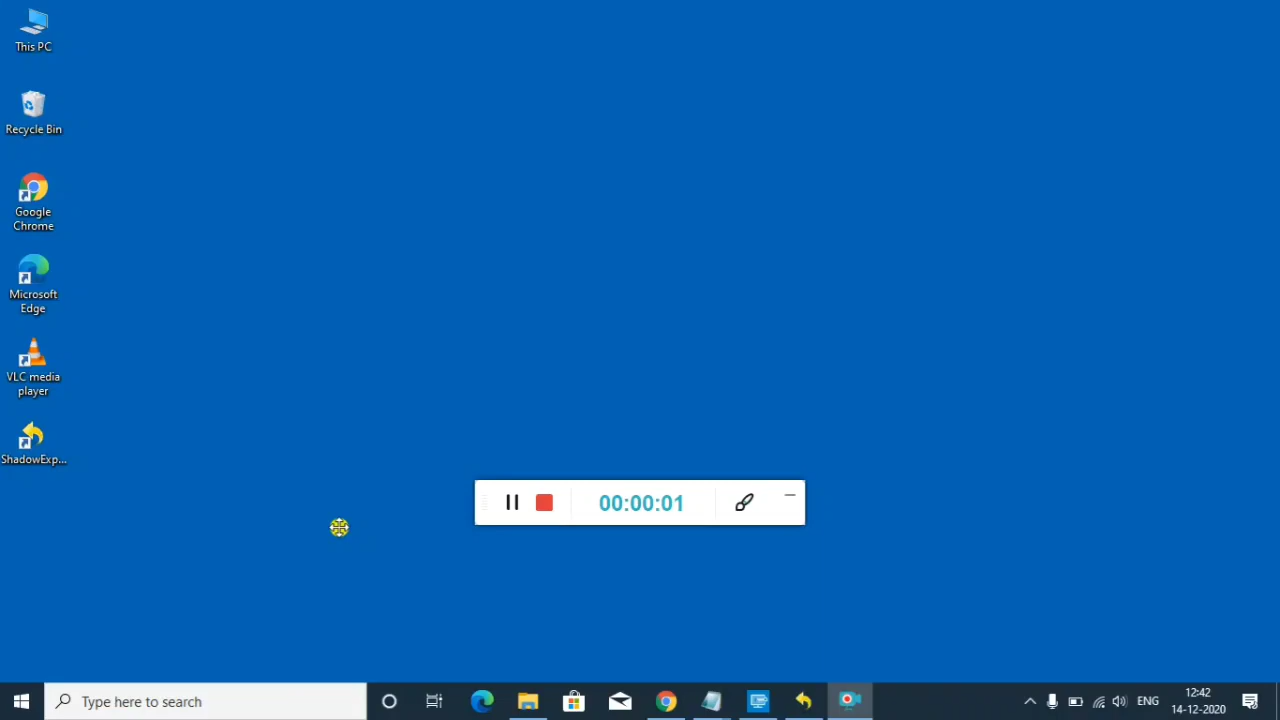 This PC
Recycle Bin
Google
Chrome
Microsoft
Edge
VLC media
player
ShadowExp...
00:00:01
Type here to search
ENG
12:42
14-12-2020